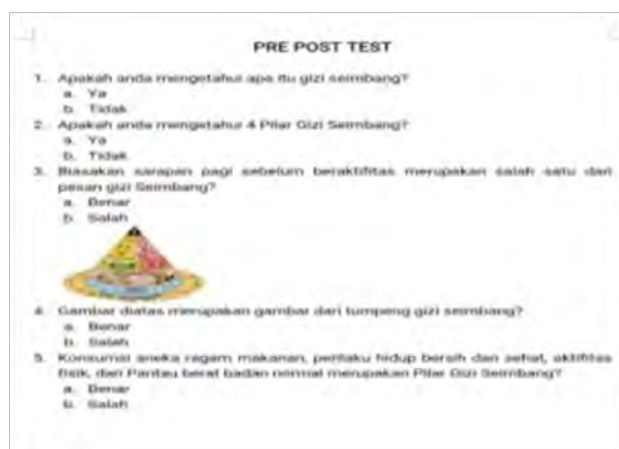 PRE POST TEST
1. Apakah anda mengetahui apa itu gizi seimbang?
a. Ya
b. Tidak
2. Apakah anda mengetahui 4 Pilar Gizi Seimbang?
a. Ya
b. Tidak
3. Biasakan sarapan pagi sebelum beraktifitas merupakan salah satu dari
pesan gizi Seimbang?
a. Benar
b. Salah
4. Gambar diatas merupakan gambar dari tumpeng gizi seimbang?
a. Benar
b. Salah
5. Konsumsi aneka ragam makanan, perilaku hidup bersih dan sehat, aktifitas
fisik, dan Pantau berat badan normal merupakan Pilar Gizi Seimbang?
a. Benar
b. Salah